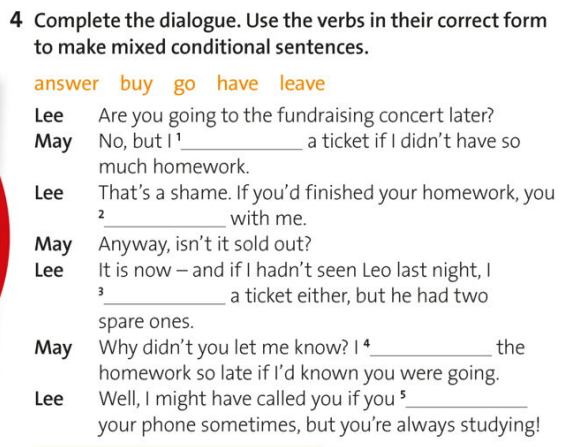 4 Complete the dialogue. Use the verbs in their correct form
to make mixed conditional sentences.
answer buy go have leave
Lee Are you going to the fundraising concert later?
May No, but I ¹____________ a ticket if I didn't have so
much homework.
Lee That's a shame. If you'd finished your homework, you
²____________ with me.
May Anyway, isn't it sold out?
Lee It is now – and if I hadn't seen Leo last night, I
³____________ a ticket either, but he had two
spare ones.
May Why didn't you let me know? I ⁴____________ the
homework so late if I'd known you were going.
Lee Well, I might have called you if you ⁵____________
your phone sometimes, but you're always studying!